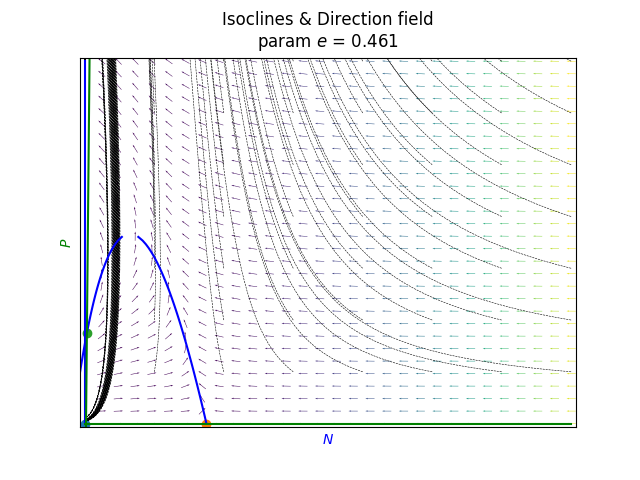 Isoclines & Direction field
param e = 0.461
P
N